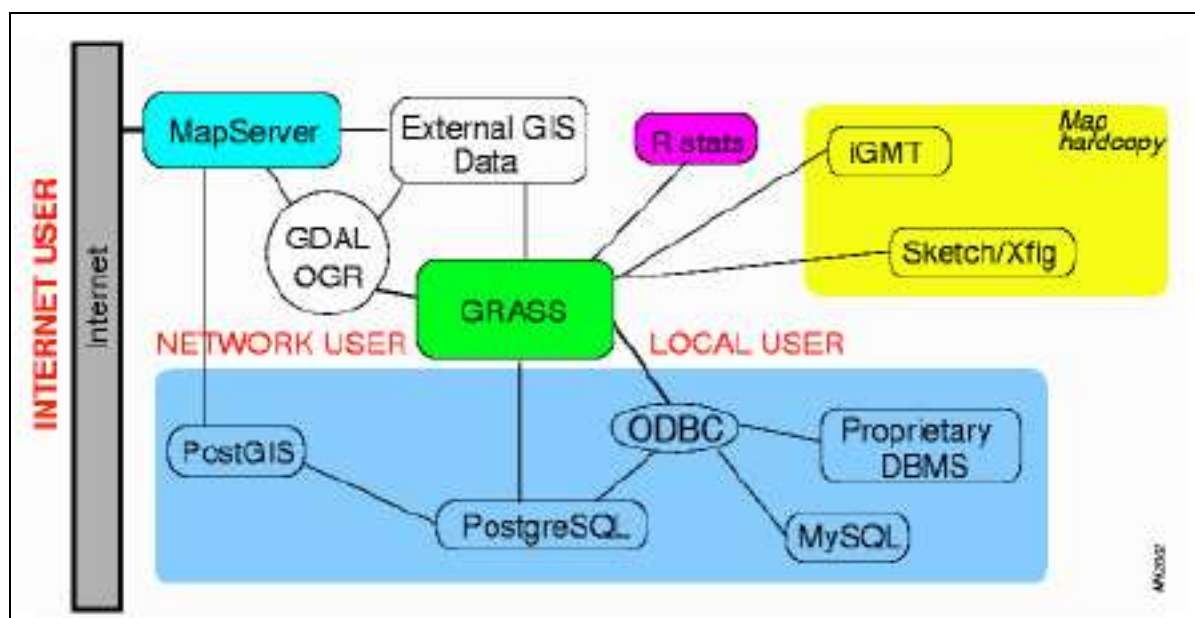 INTERNET USER
Internet
MapServer
External GIS
Data
R stats
Map
hardcopy
iGMT
GDAL
OGR
Sketch/Xfig
GRASS
NETWORK USER
LOCAL USER
PostGIS
ODBC
Proprietary
DBMS
PostgreSQL
MySQL